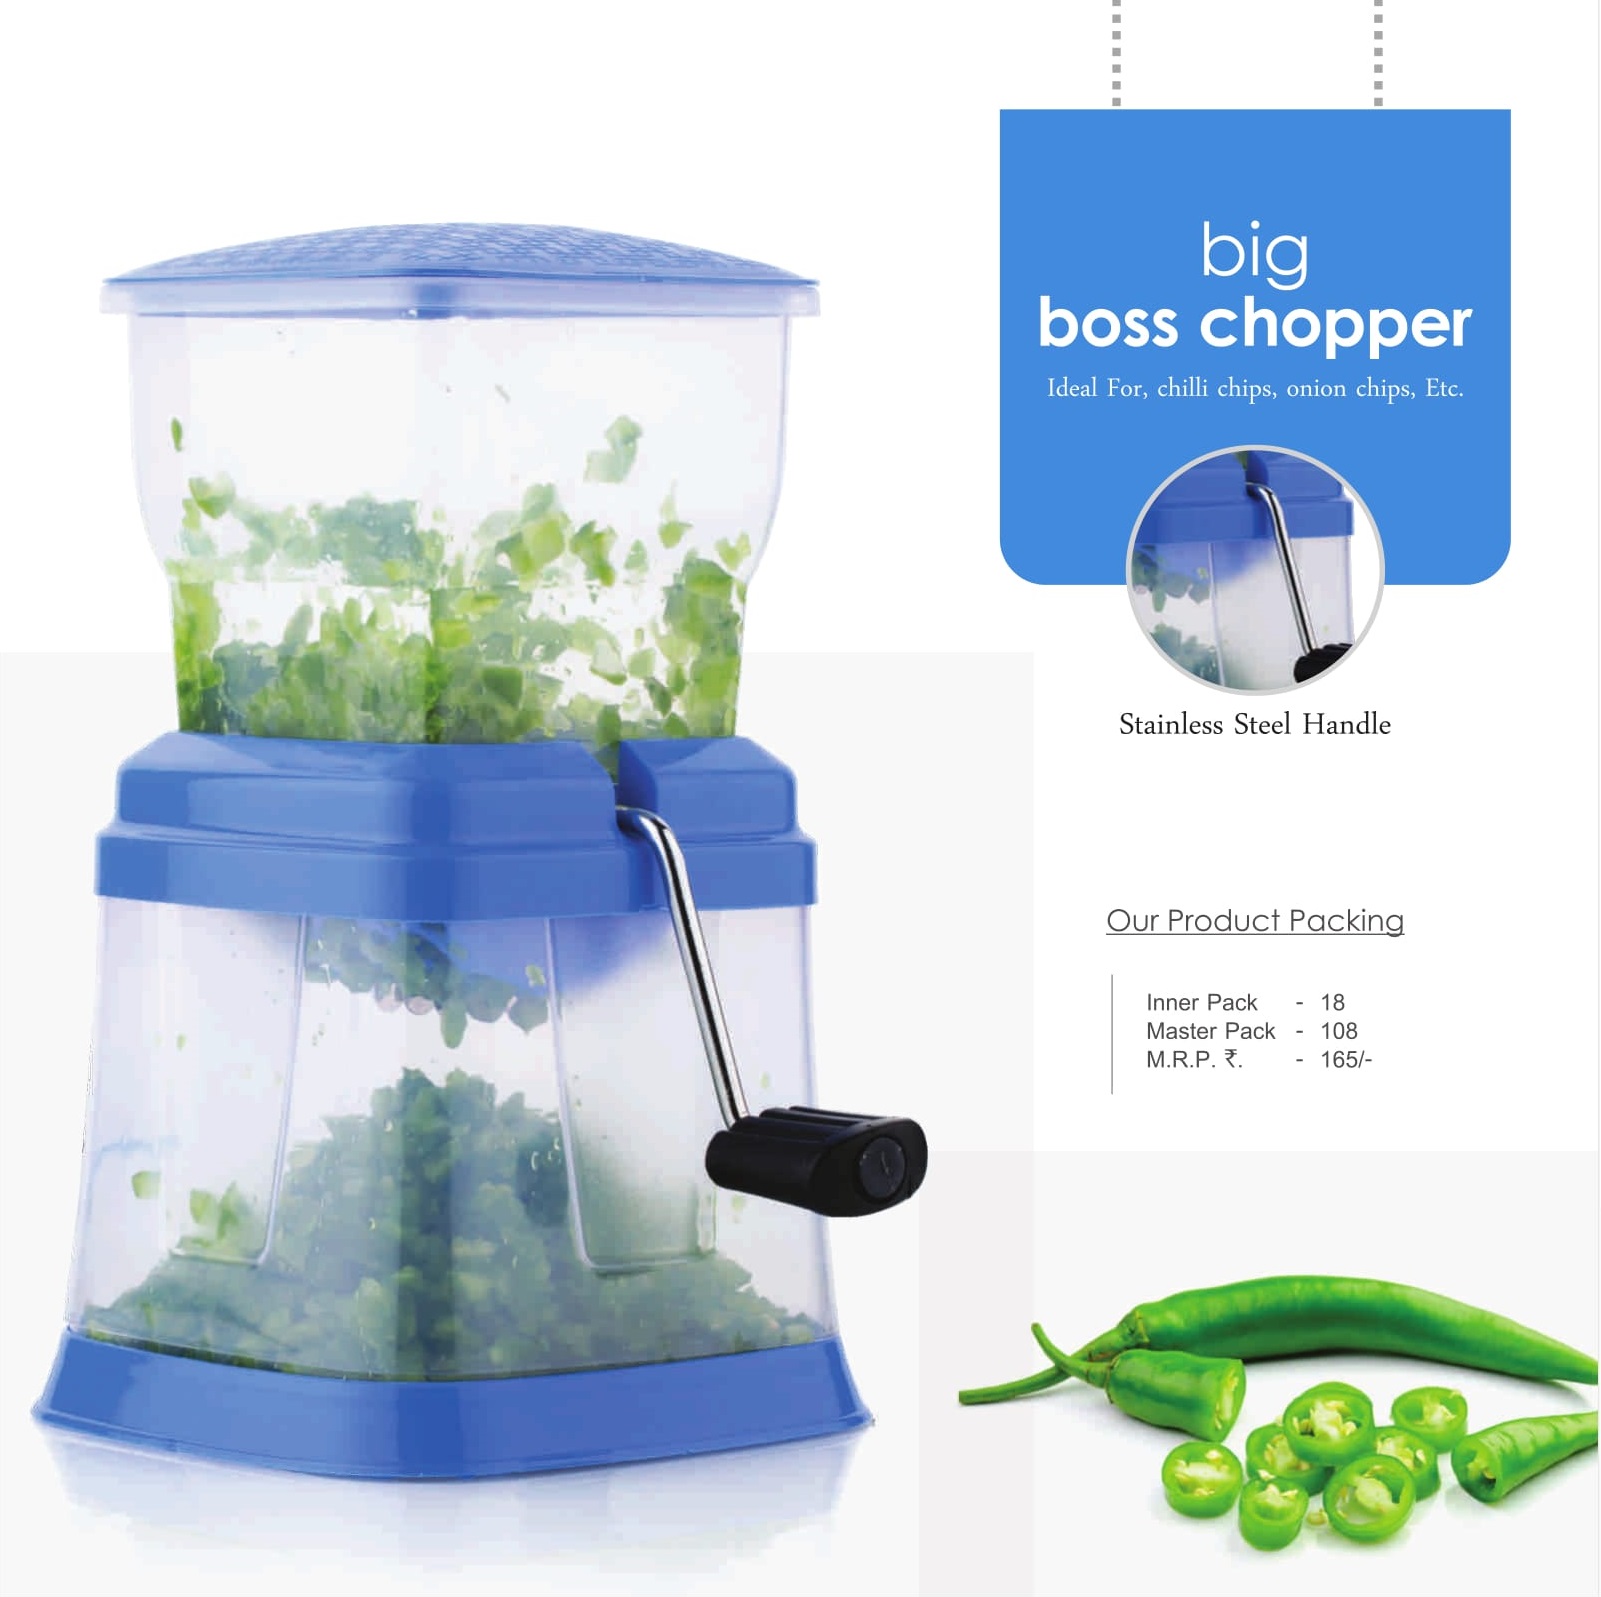 big
boss chopper
Ideal For, chilli chips, onion chips, Etc.
Stainless Steel Handle
Our Product Packing
Inner Pack - 18
Master Pack - 108
M.R.P. ₹. - 165/-